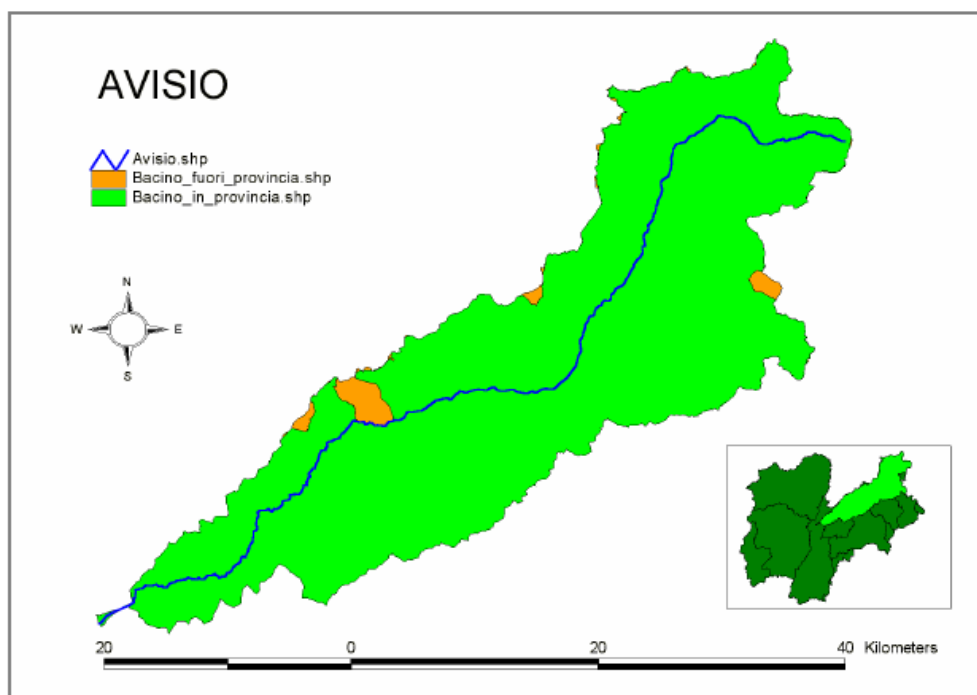 AVISIO
Avisio.shp
Bacino_fuori_provincia.shp
Bacino_in_provincia.shp
N
W E
S
20 0 20 40 Kilometers